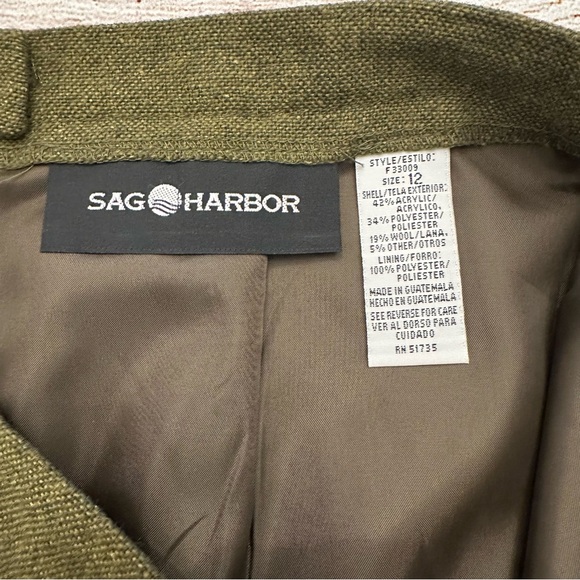 SAG HARBOR
STYLE/ESTILO:
F33009
SIZE: 12
SHELL/TELA EXTERIOR:
42% ACRYLIC/
ACRYLICO.
34% POLYESTER/
POLIESTER
19% WOOL/LANA.
5% OTHER/OTROS
LINING/FORRO:
100% POLYESTER/
POLIESTER
MADE IN GUATEMALA
HECHO EN GUATEMALA
SEE REVERSE FOR CARE
VER AL DORSO PARA
CUIDADO
RN 51735